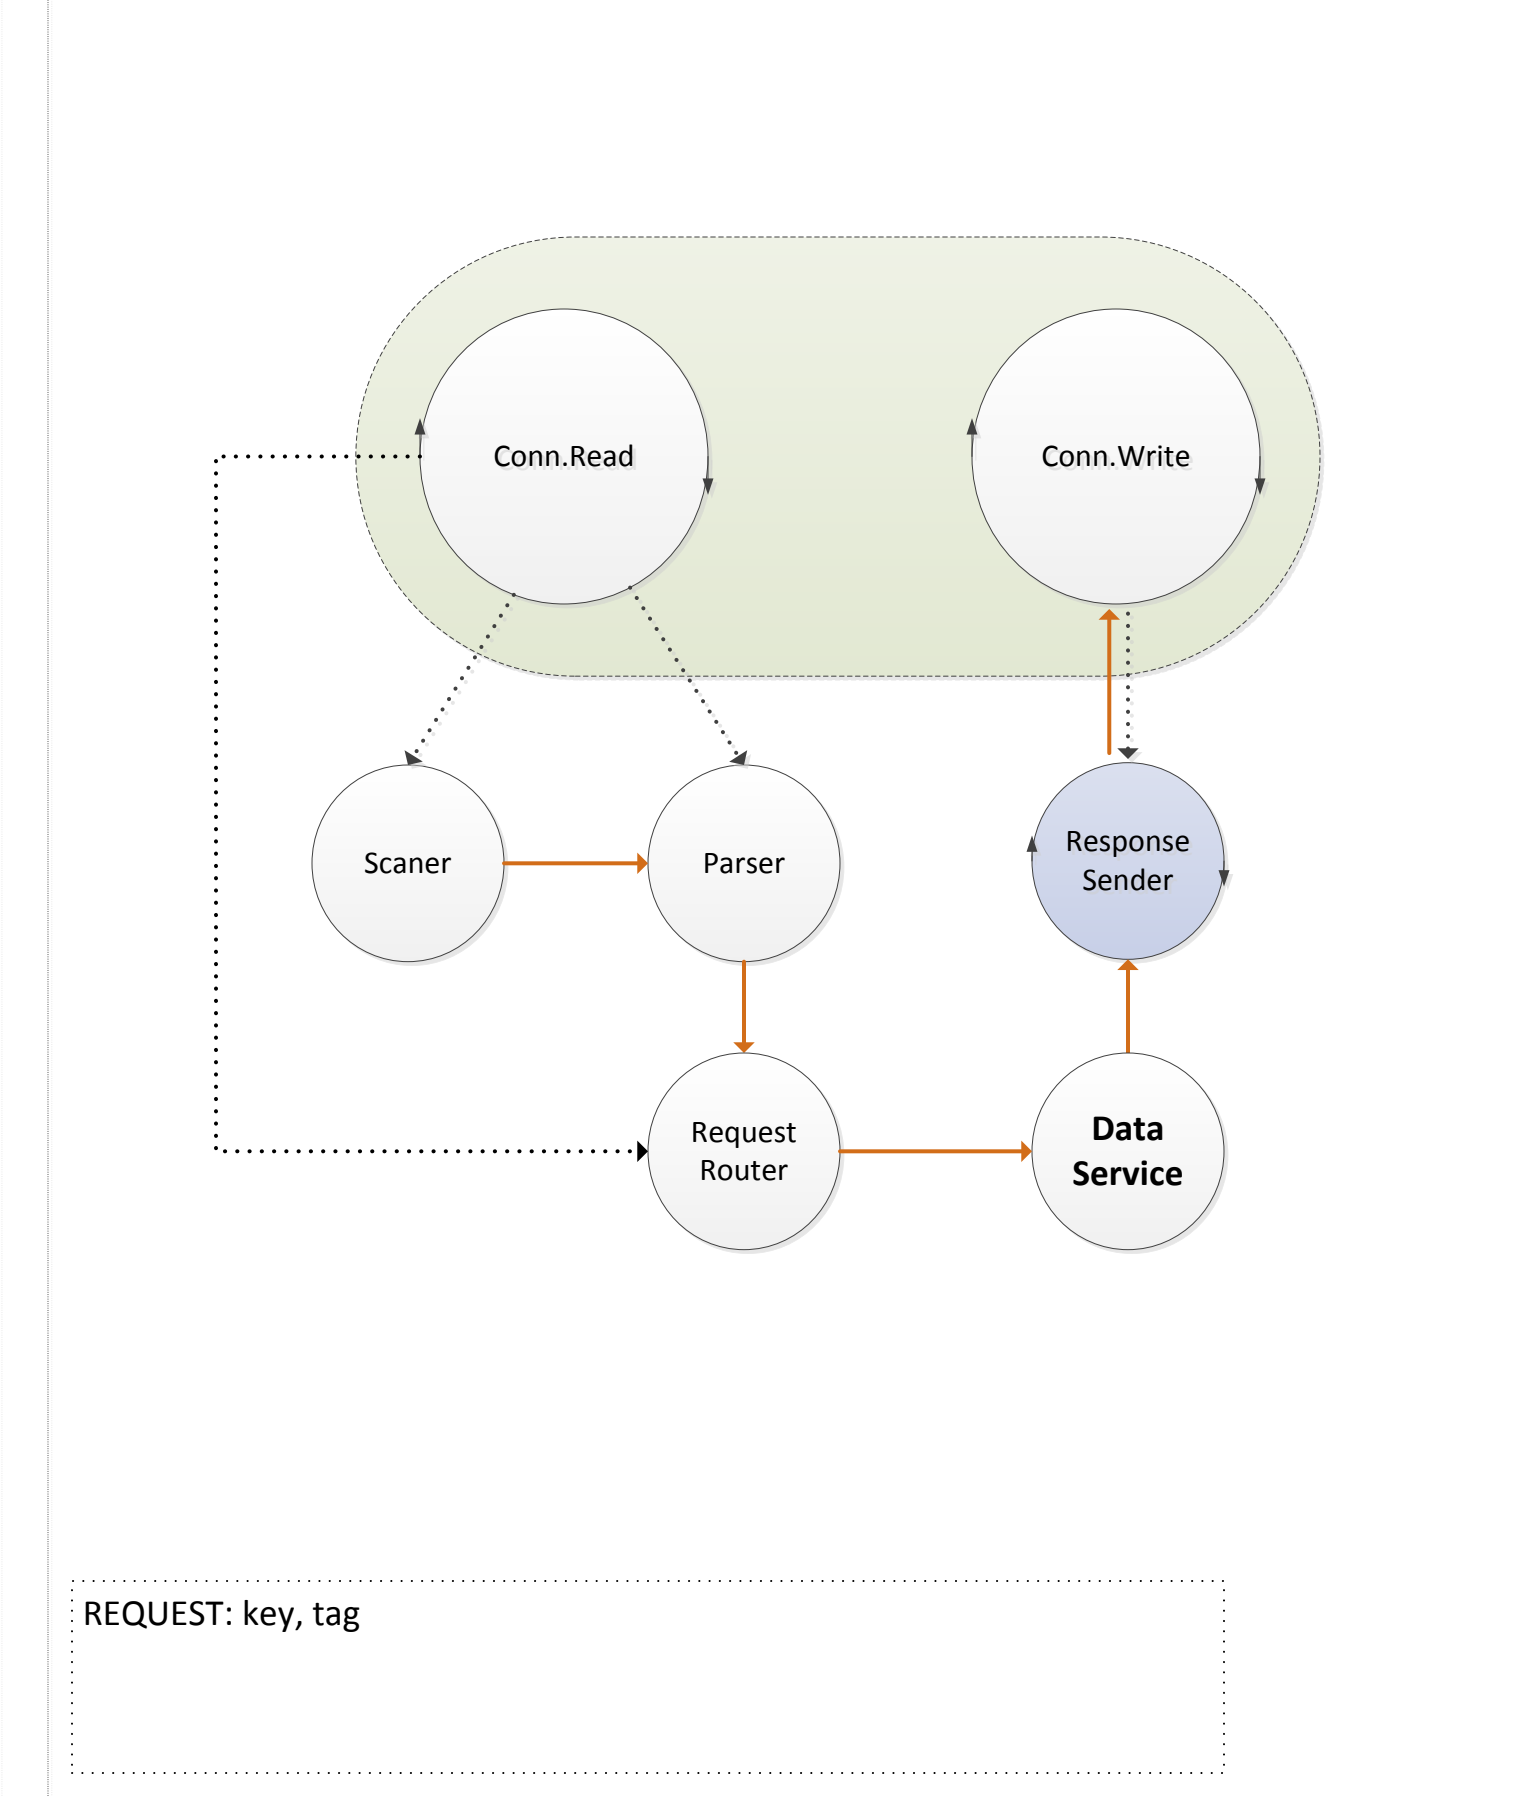 Conn.Read
Conn.Write
Scaner
Parser
Response
Sender
Request
Router
Data
Service
REQUEST: key, tag